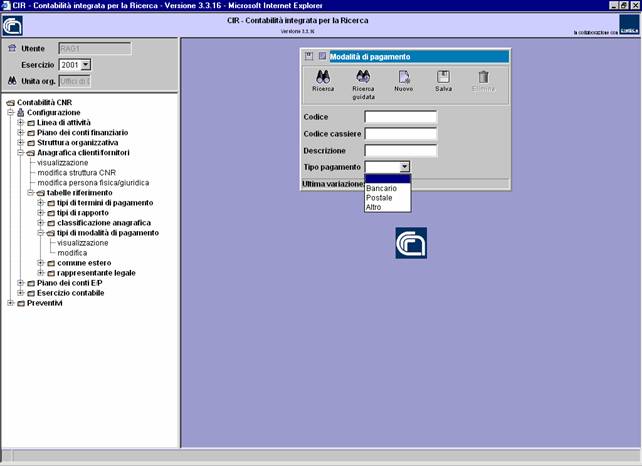 CIR - Contabilità integrata per la Ricerca - Versione 3.3.16 - Microsoft Internet Explorer
CIR - Contabilità integrata per la Ricerca
Versione 3.3.16
in collaborazione con
Utente RAG1
Esercizio 2001
Unita org. Uffici di
Contabilità CNR
Configurazione
Linea di attività
Piano dei conti finanziario
Struttura organizzativa
Anagrafica clienti/fornitori
visualizzazione
modifica struttura CNR
modifica persona fisica/giuridica
tabelle riferimento
tipi di termini di pagamento
tipi di rapporto
classificazione anagrafica
tipi di modalità di pagamento
visualizzazione
modifica
comune estero
rappresentante legale
Piano dei conti E/P
Esercizio contabile
Preventivi
Modalità di pagamento
Ricerca
Ricerca guidata
Nuovo
Salva
Elimina
Codice
Codice cassiere
Descrizione
Tipo pagamento
Bancario
Postale
Altro
Ultima variazione: